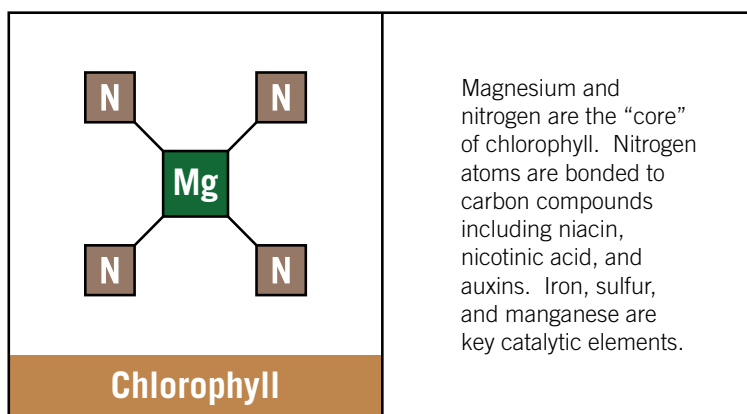 N N
Mg
N N
Chlorophyll
Magnesium and
nitrogen are the “core”
of chlorophyll.  Nitrogen
atoms are bonded to
carbon compounds
including niacin,
nicotinic acid, and
auxins.  Iron, sulfur,
and manganese are
key catalytic elements.